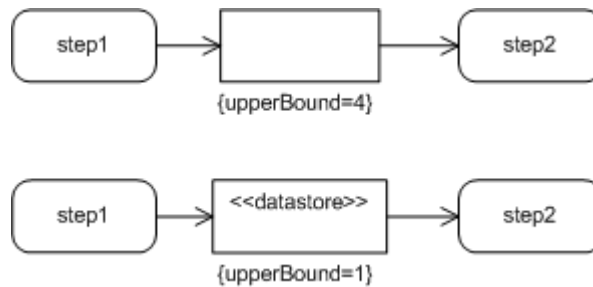 step1
step2
{upperBound=4}
step1
<<datastore>>
step2
{upperBound=1}